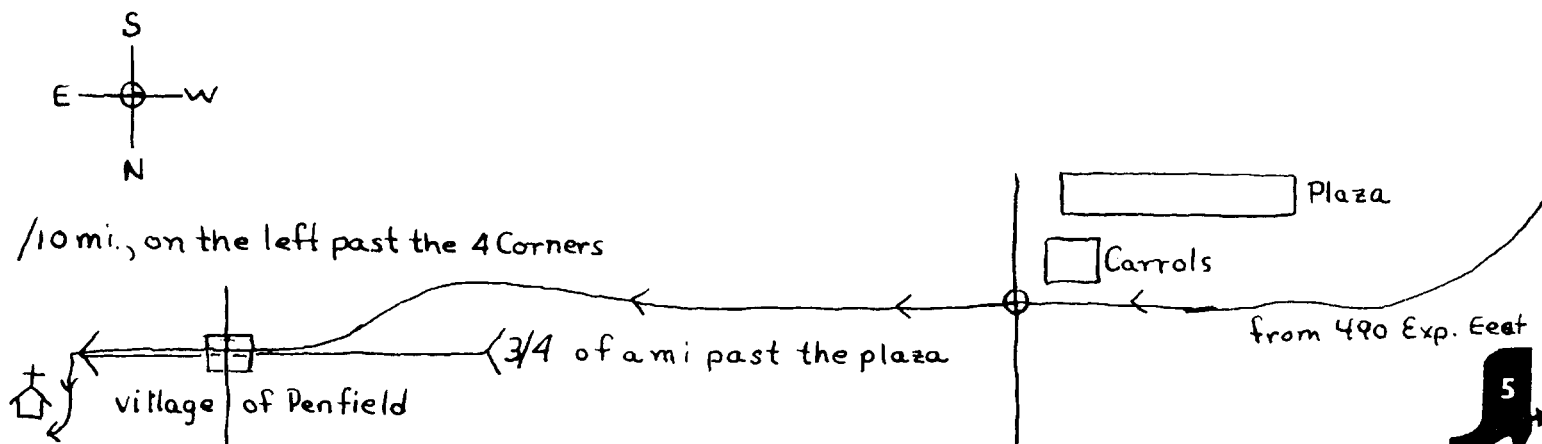 S
E W
N
Plaza
/10 mi., on the left past the 4 Corners
Carrols
from 490 Exp. Eeat
3/4 of a mi past the plaza
village of Penfield
5